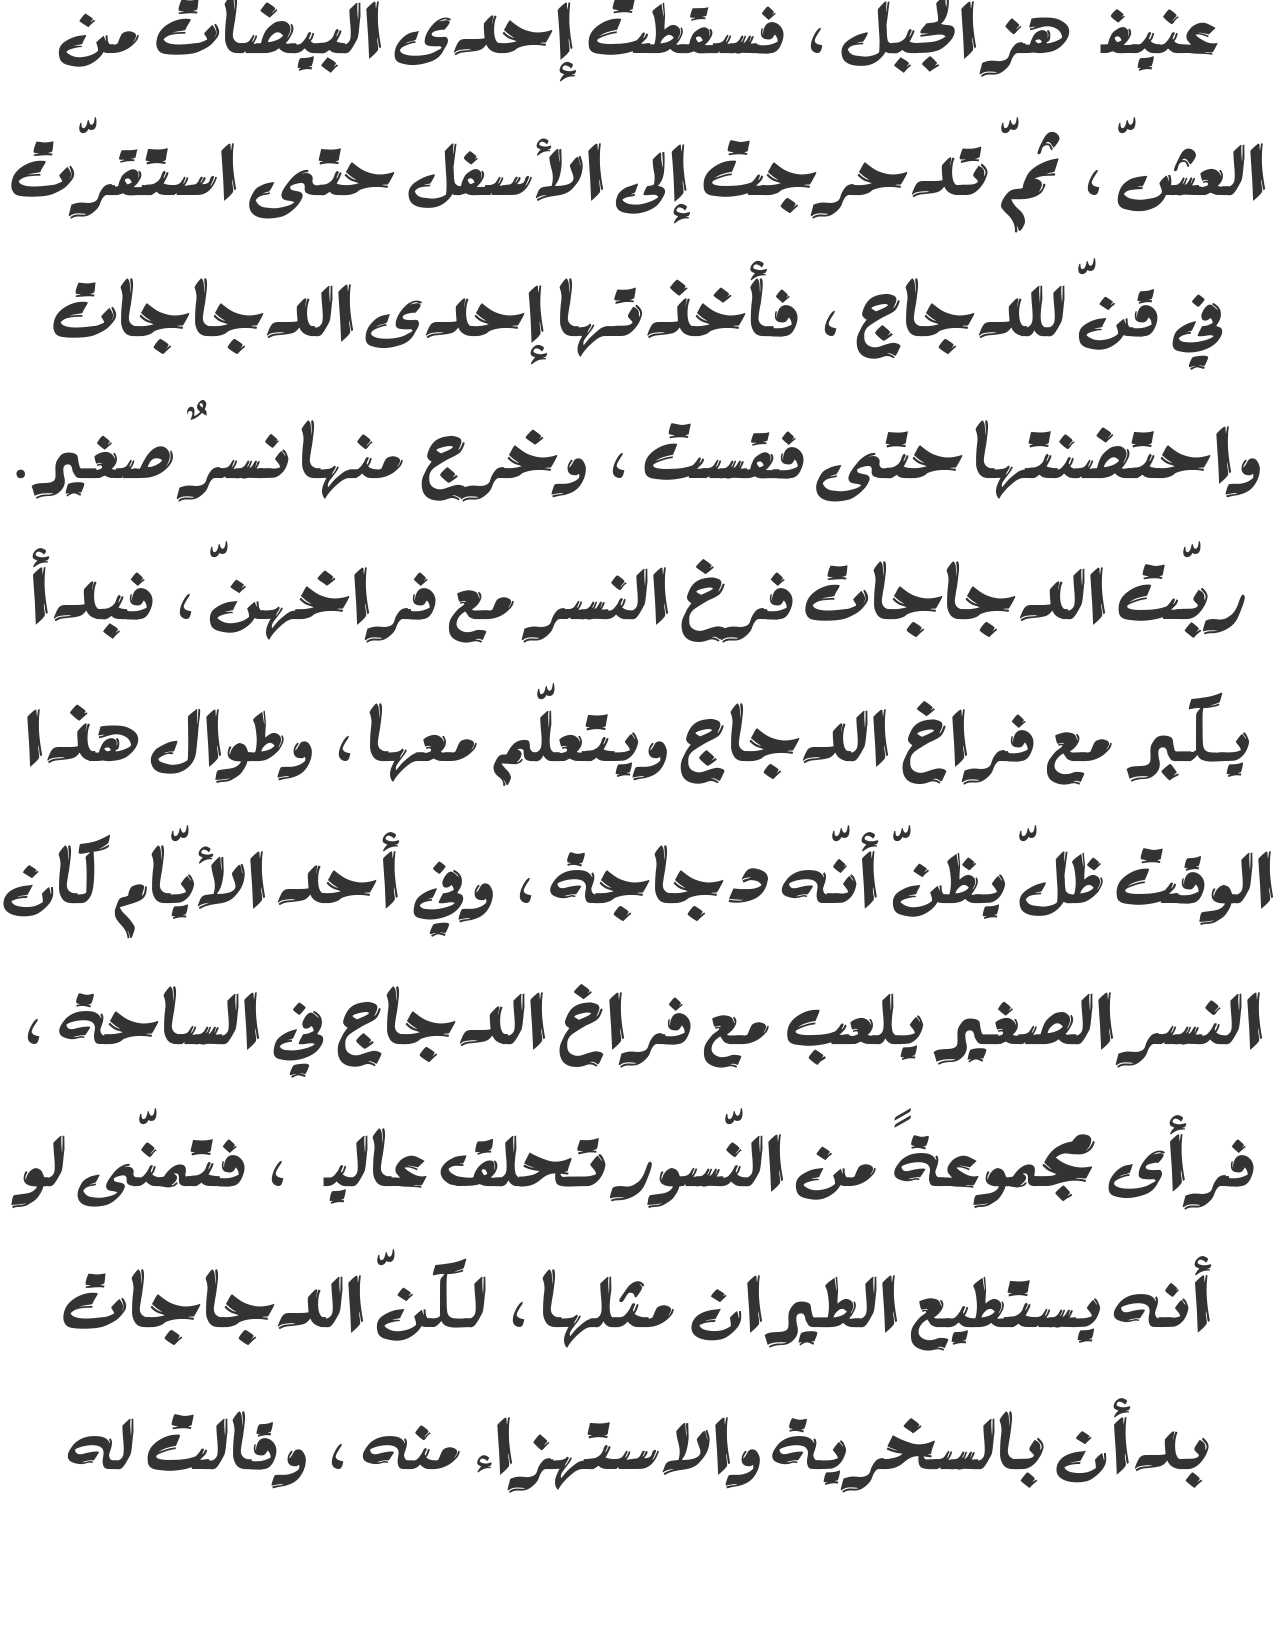 عنيف هز الجبل ، فسقطت إحدى البيضات من
العشّ ، ثمّ تدحرجت إلى الأسفل حتى استقرّت
في قنّ للدجاج ، فأخذتها إحدى الدجاجات
واحتضنتها حتى فقست ، وخرج منها نسرٌ صغير.
ربّت الدجاجات فرخ النسر مع فراخهنّ ، فبدأ
يكبر مع فراخ الدجاج ويتعلّم معها ، وطوال هذا
الوقت ظلّ يظنّ أنّه دجاجة ، وفي أحد الأيّام كان
النسر الصغير يلعب مع فراخ الدجاج في الساحة ،
فرأى مجموعةً من النّسور تحلق عاليـ ، فتمنّى لو
أنه يستطيع الطيران مثلها ، لكنّ الدجاجات
بدأن بالسخرية والاستهزاء منه ، وقالت له